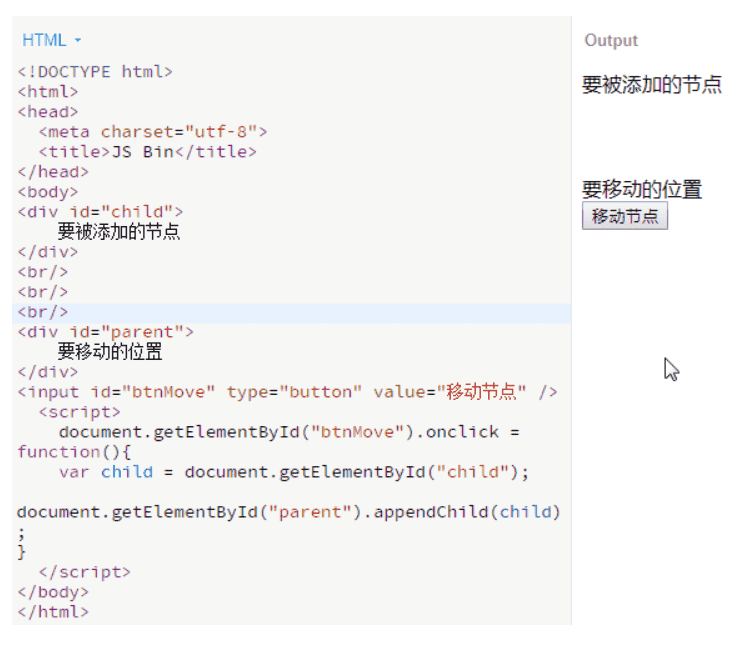 HTML
Output
<!DOCTYPE html>
<html>
<head>
  <meta charset="utf-8">
  <title>JS Bin</title>
</head>
<body>
<div id="child">
    要被添加的节点
</div>
<br/>
<br/>
<br/>
<div id="parent">
    要移动的位置
</div>
<input id="btnMove" type="button" value="移动节点" />
  <script>
    document.getElementById("btnMove").onclick =
function(){
    var child = document.getElementById("child");

document.getElementById("parent").appendChild(child)
;
}
  </script>
</body>
</html>
要被添加的节点
要移动的位置
移动节点